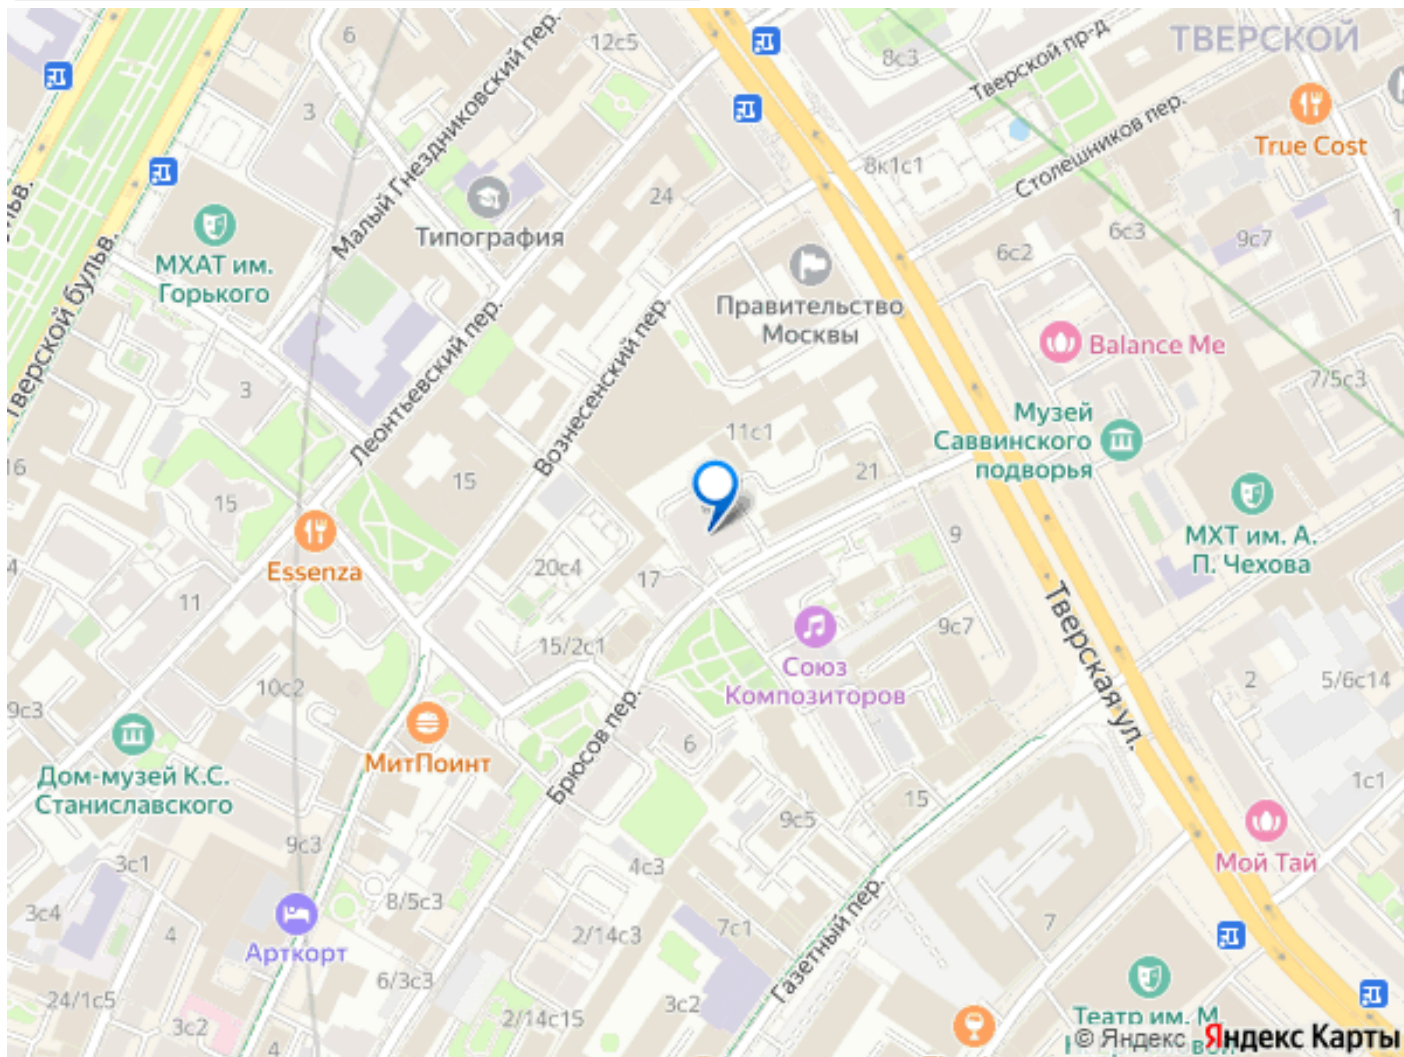 6
12с5
Тверской пр-д
ТВЕРСКОЙ
8с3
Столешников пер.
True Cost
3
Малый Гнездниковский пер.
24
8к1с1
Типография
МХАТ им.
Горького
Тверской бульв.
6с2
6с3
9с7
Правительство
Москвы
Balance Me
Леонтьевский пер.
Вознесенский пер.
3
7/5с3
Музей
Саввинского
подворья
11с1
21
16
15
15
9
МХТ им. А.
П. Чехова
Essenza
20с4
17
11
Тверская ул.
9с7
15/2с1
Союз
Композиторов
10с2
2
5/6с14
9с3
Брюсов пер.
6
МитПоинт
Дом-музей К.С.
Станиславского
1с1
15
9с5
9с3
3с1
4с3
Мой Тай
8/5с3
3с4
4
7с1
7
Газетный пер.
2/14с3
Арткорт
6/3с3
24/1с5
3с2
2/14с15
3с2
4
Театр им. М.
© Яндекс Яндекс Карты